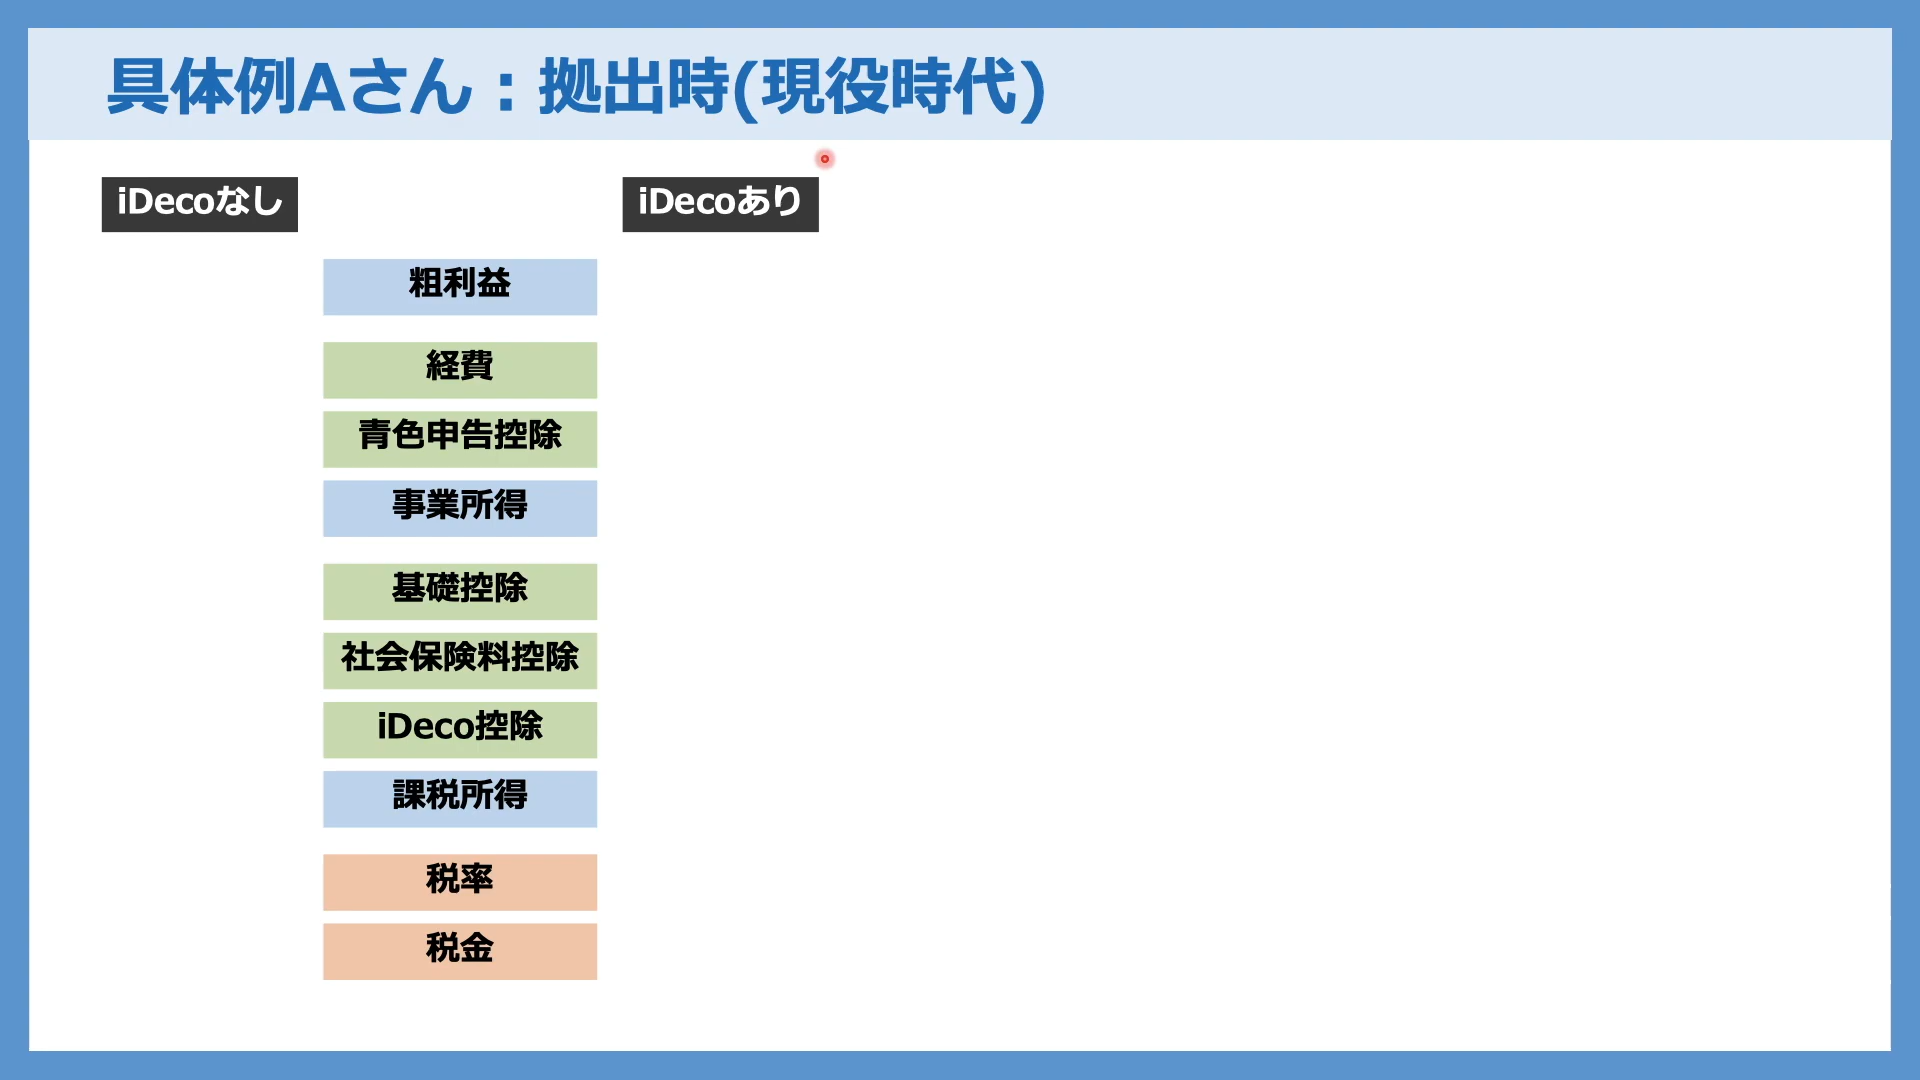 具体例Aさん：拠出時(現役時代)
iDecoなし
iDecoあり
粗利益
経費
青色申告控除
事業所得
基礎控除
社会保険料控除
iDeco控除
課税所得
税率
税金